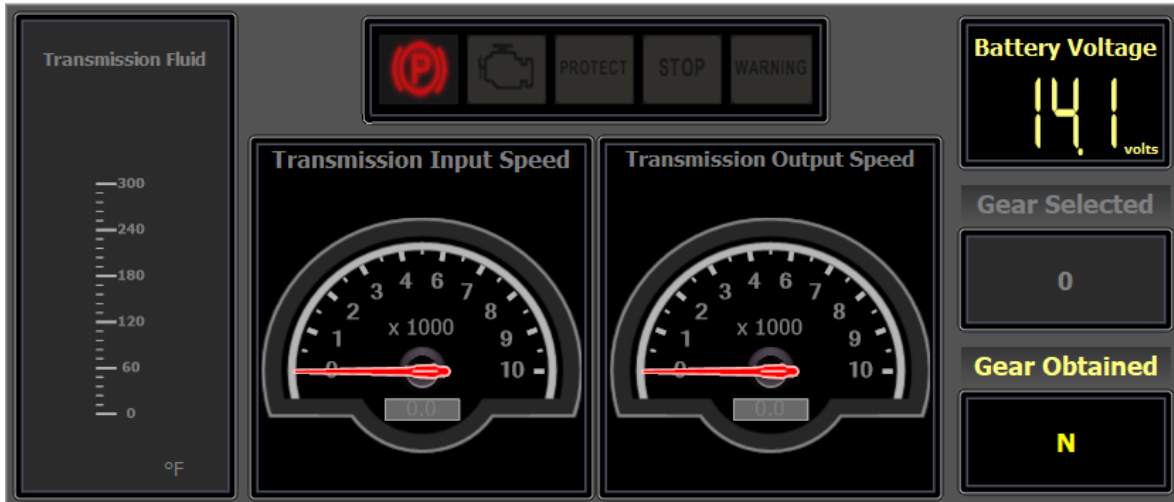 Transmission Fluid
300
240
180
120
60
0
°F
P
PROTECT
STOP
WARNING
Transmission Input Speed
0
1
2
3
4
6
7
8
9
10
x 1000
0.0
Transmission Output Speed
0
1
2
3
4
6
7
8
9
10
x 1000
0.0
Battery Voltage
14.1
volts
Gear Selected
0
Gear Obtained
N